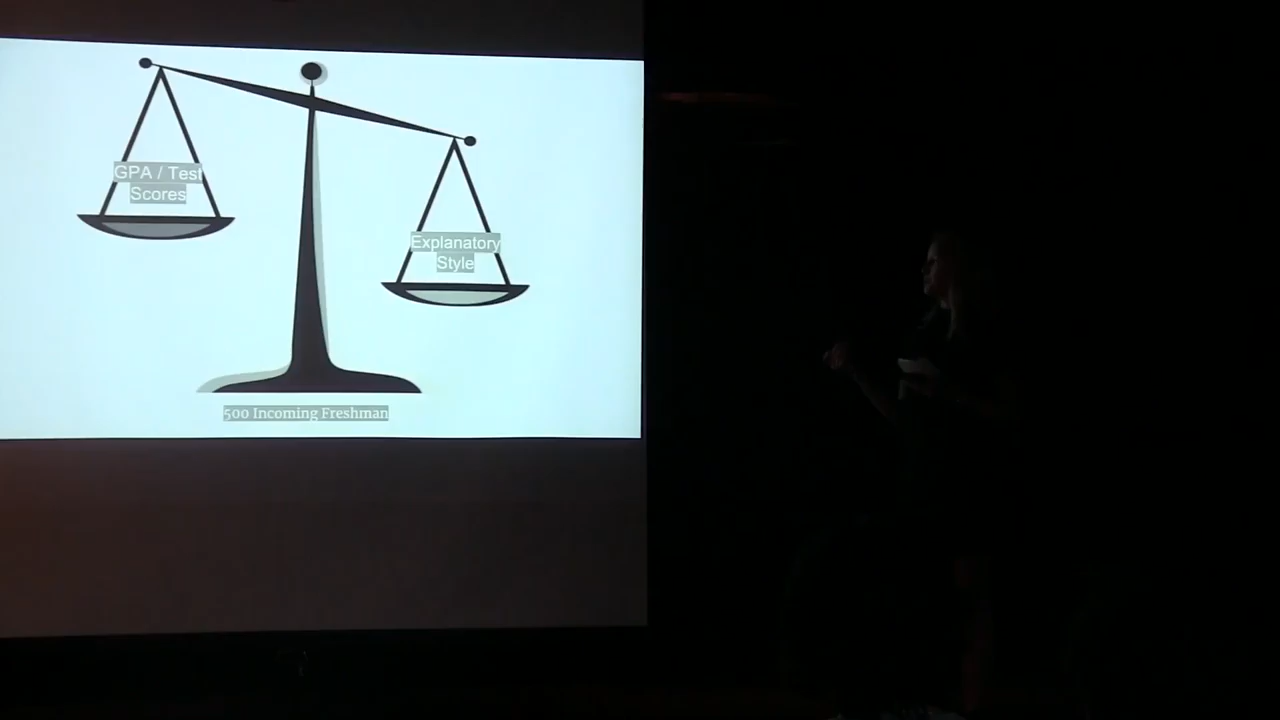 GPA / Test
Scores
Explanatory
Style
500 Incoming Freshman